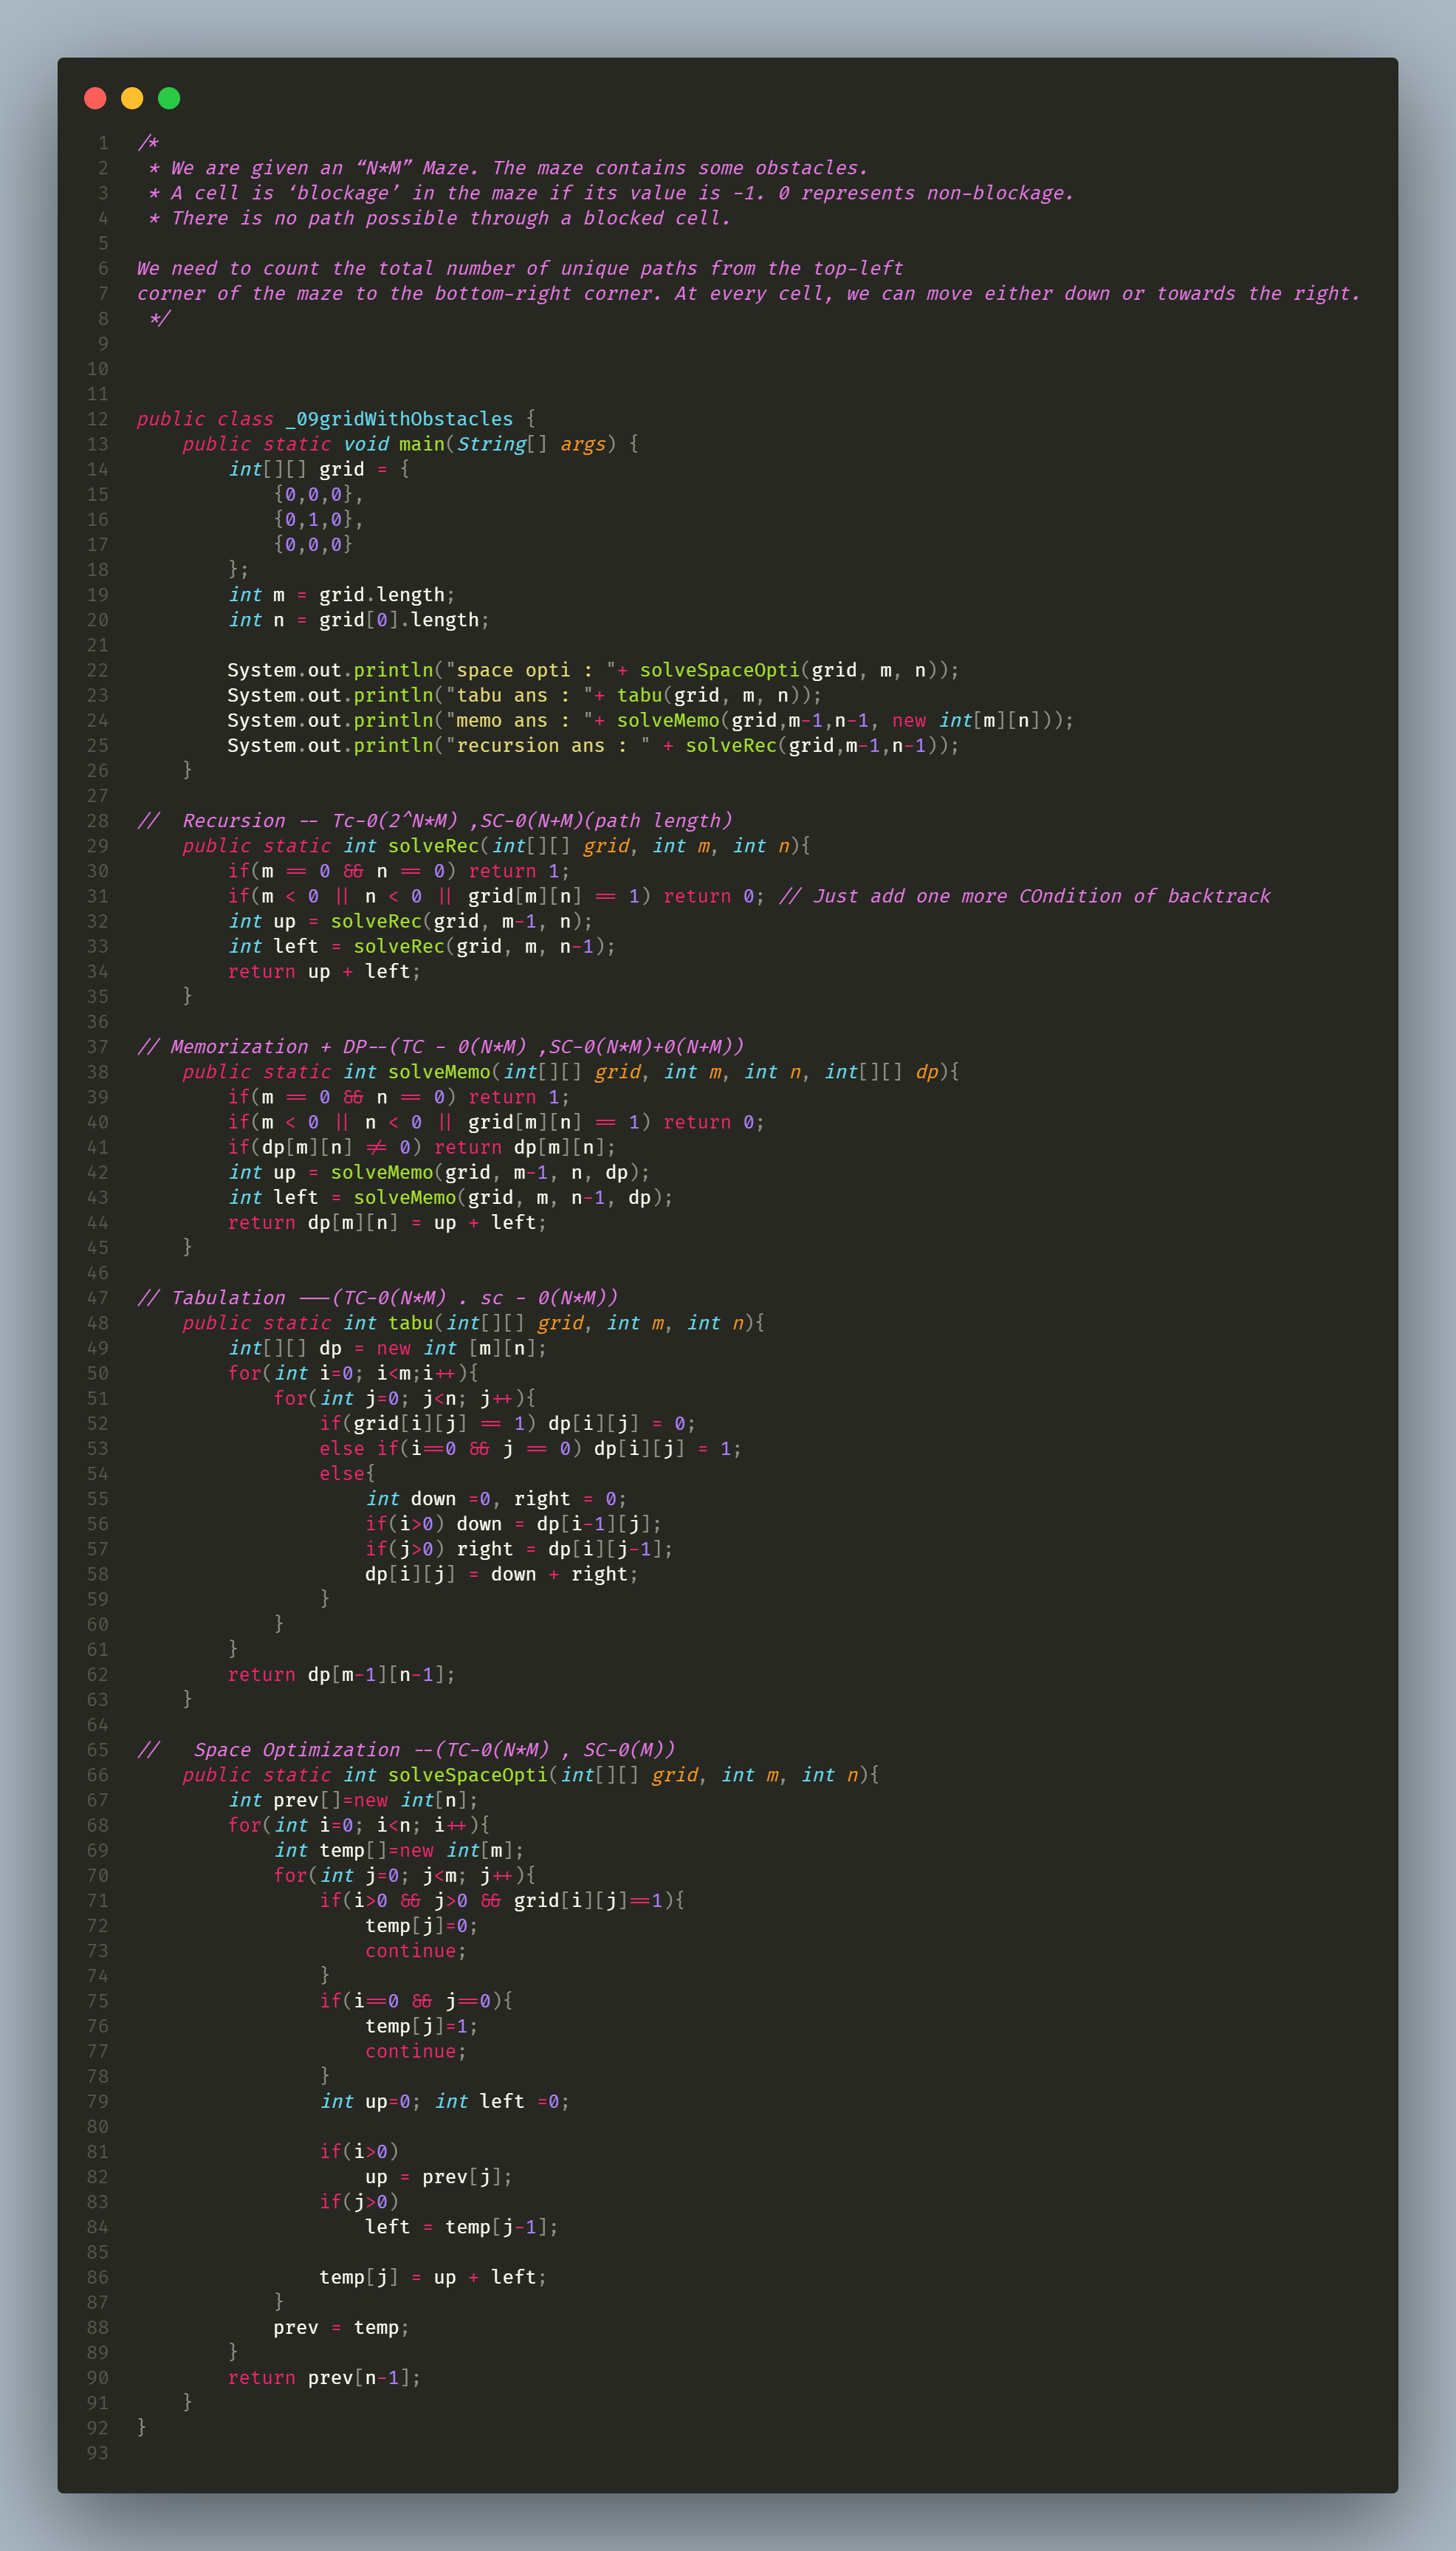 1 /*
2  * We are given an “N*M” Maze. The maze contains some obstacles.
3  * A cell is ‘blockage’ in the maze if its value is -1. 0 represents non-blockage.
4  * There is no path possible through a blocked cell.
5
6 We need to count the total number of unique paths from the top-left
7 corner of the maze to the bottom-right corner. At every cell, we can move either down or towards the right.
8  */
9
10
11
12 public class _09gridWithObstacles {
13     public static void main(String[] args) {
14         int[][] grid = {
15             {0,0,0},
16             {0,1,0},
17             {0,0,0}
18         };
19         int m = grid.length;
20         int n = grid[0].length;
21
22         System.out.println("space opti : "+ solveSpaceOpti(grid, m, n));
23         System.out.println("tabu ans : "+ tabu(grid, m, n));
24         System.out.println("memo ans : "+ solveMemo(grid,m-1,n-1, new int[m][n]));
25         System.out.println("recursion ans : " + solveRec(grid,m-1,n-1));
26     }
27
28 //  Recursion -- Tc-0(2^N*M) ,SC-0(N+M)(path length)
29     public static int solveRec(int[][] grid, int m, int n){
30         if(m == 0 && n == 0) return 1;
31         if(m < 0 || n < 0 || grid[m][n] == 1) return 0; // Just add one more COndition of backtrack
32         int up = solveRec(grid, m-1, n);
33         int left = solveRec(grid, m, n-1);
34         return up + left;
35     }
36
37 // Memorization + DP--(TC - 0(N*M) ,SC-0(N*M)+0(N+M))
38     public static int solveMemo(int[][] grid, int m, int n, int[][] dp){
39         if(m == 0 && n == 0) return 1;
40         if(m < 0 || n < 0 || grid[m][n] == 1) return 0;
41         if(dp[m][n] != 0) return dp[m][n];
42         int up = solveMemo(grid, m-1, n, dp);
43         int left = solveMemo(grid, m, n-1, dp);
44         return dp[m][n] = up + left;
45     }
46
47 // Tabulation ---(TC-0(N*M) . sc - 0(N*M))
48     public static int tabu(int[][] grid, int m, int n){
49         int[][] dp = new int [m][n];
50         for(int i=0; i<m;i++){
51             for(int j=0; j<n; j++){
52                 if(grid[i][j] == 1) dp[i][j] = 0;
53                 else if(i==0 && j == 0) dp[i][j] = 1;
54                 else{
55                     int down =0, right = 0;
56                     if(i>0) down = dp[i-1][j];
57                     if(j>0) right = dp[i][j-1];
58                     dp[i][j] = down + right;
59                 }
60             }
61         }
62         return dp[m-1][n-1];
63     }
64
65 //   Space Optimization --(TC-0(N*M) , SC-0(M))
66     public static int solveSpaceOpti(int[][] grid, int m, int n){
67         int prev[]=new int[n];
68         for(int i=0; i<n; i++){
69             int temp[]=new int[m];
70             for(int j=0; j<m; j++){
71                 if(i>0 && j>0 && grid[i][j]==1){
72                     temp[j]=0;
73                     continue;
74                 }
75                 if(i==0 && j==0){
76                     temp[j]=1;
77                     continue;
78                 }
79                 int up=0; int left =0;
80
81                 if(i>0)
82                     up = prev[j];
83                 if(j>0)
84                     left = temp[j-1];
85
86                 temp[j] = up + left;
87             }
88             prev = temp;
89         }
90         return prev[n-1];
91     }
92 }
93